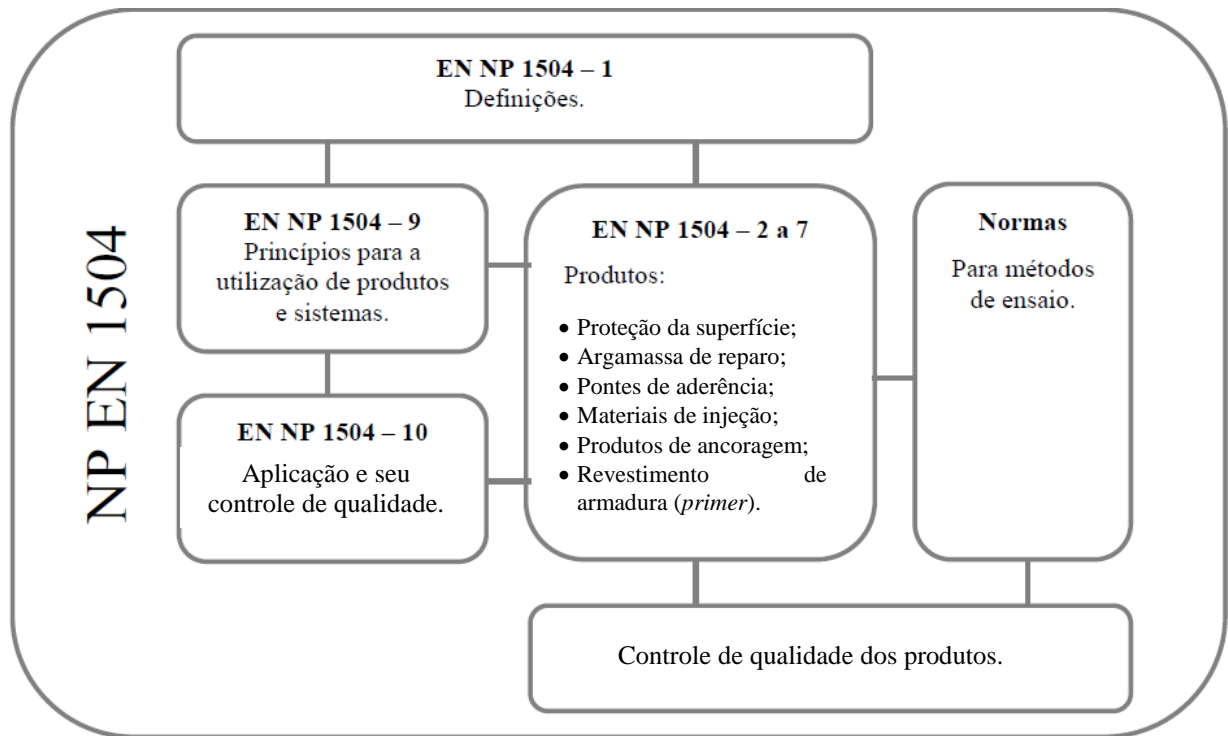 NP EN 1504
EN NP 1504 – 1
Definições.
EN NP 1504 – 9
Princípios para a
utilização de produtos
e sistemas.
EN NP 1504 – 10
Aplicação e seu
controle de qualidade.
EN NP 1504 – 2 a 7
Produtos:
• Proteção da superfície;
• Argamassa de reparo;
• Pontes de aderência;
• Materiais de injeção;
• Produtos de ancoragem;
• Revestimento de
armadura (primer).
Normas
Para métodos
de ensaio.
Controle de qualidade dos produtos.